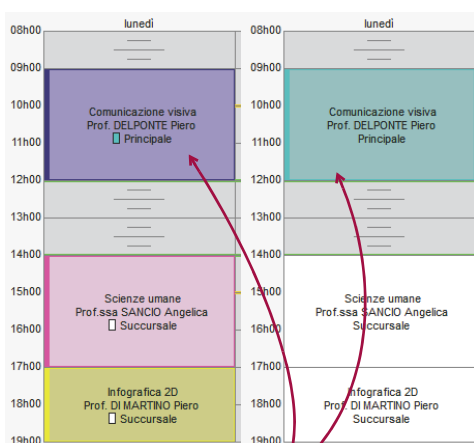 lunedì
08h00
09h00
10h00
11h00
12h00
13h00
14h00
15h00
16h00
17h00
18h00
19h00
Comunicazione visiva
Prof. DELPONTE Piero
Principale
Scienze umane
Prof.ssa SANCIO Angelica
Succursale
Infografica 2D
Prof. DI MARTINO Piero
Succursale
lunedì
08h00
09h00
10h00
11h00
12h00
13h00
14h00
15h00
16h00
17h00
18h00
19h00
Comunicazione visiva
Prof. DELPONTE Piero
Principale
Scienze umane
Prof.ssa SANCIO Angelica
Succursale
Infografica 2D
Prof. DI MARTINO Piero
Succursale